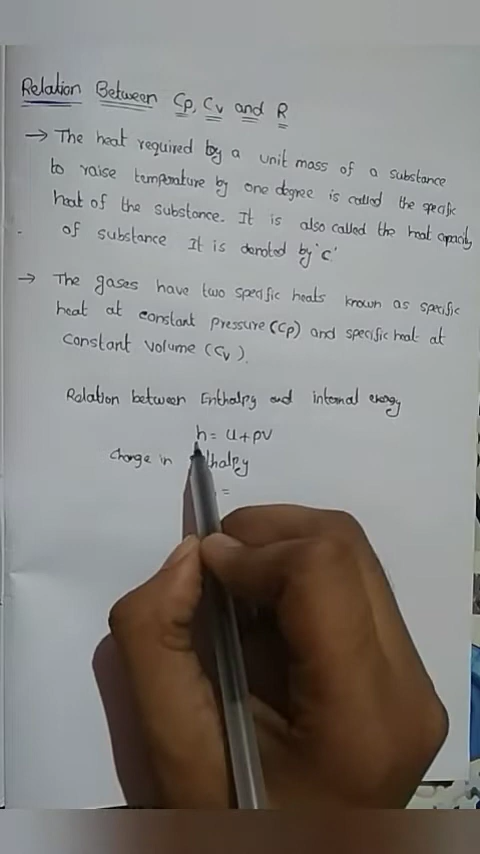 Relation Between Cp, Cv and R
→ The heat required by a unit mass of a substance
to raise temperature by one degree is called the specific
heat of the substance. It is also called the heat capacity
of substance It is denoted by 'c'
→ The gases have two specific heats known as specific
heat at constant pressure (Cp) and specific heat at
constant volume (Cv).
Relation between Enthalpy and internal energy
h = u + pv
Change in thalpy
=